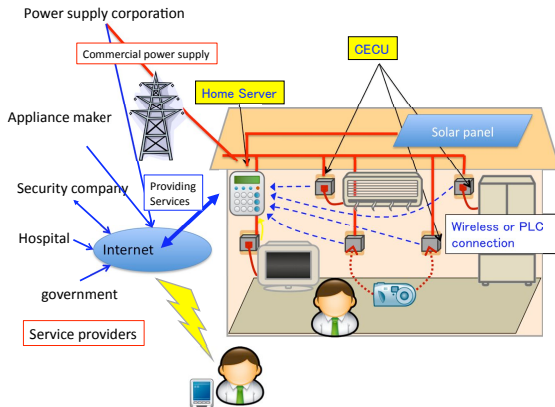 Power supply corporation
CECU
Commercial power supply
Home Server
Appliance maker
Solar panel
Security company
Providing
Services
Wireless or PLC
connection
Hospital
Internet
government
Service providers